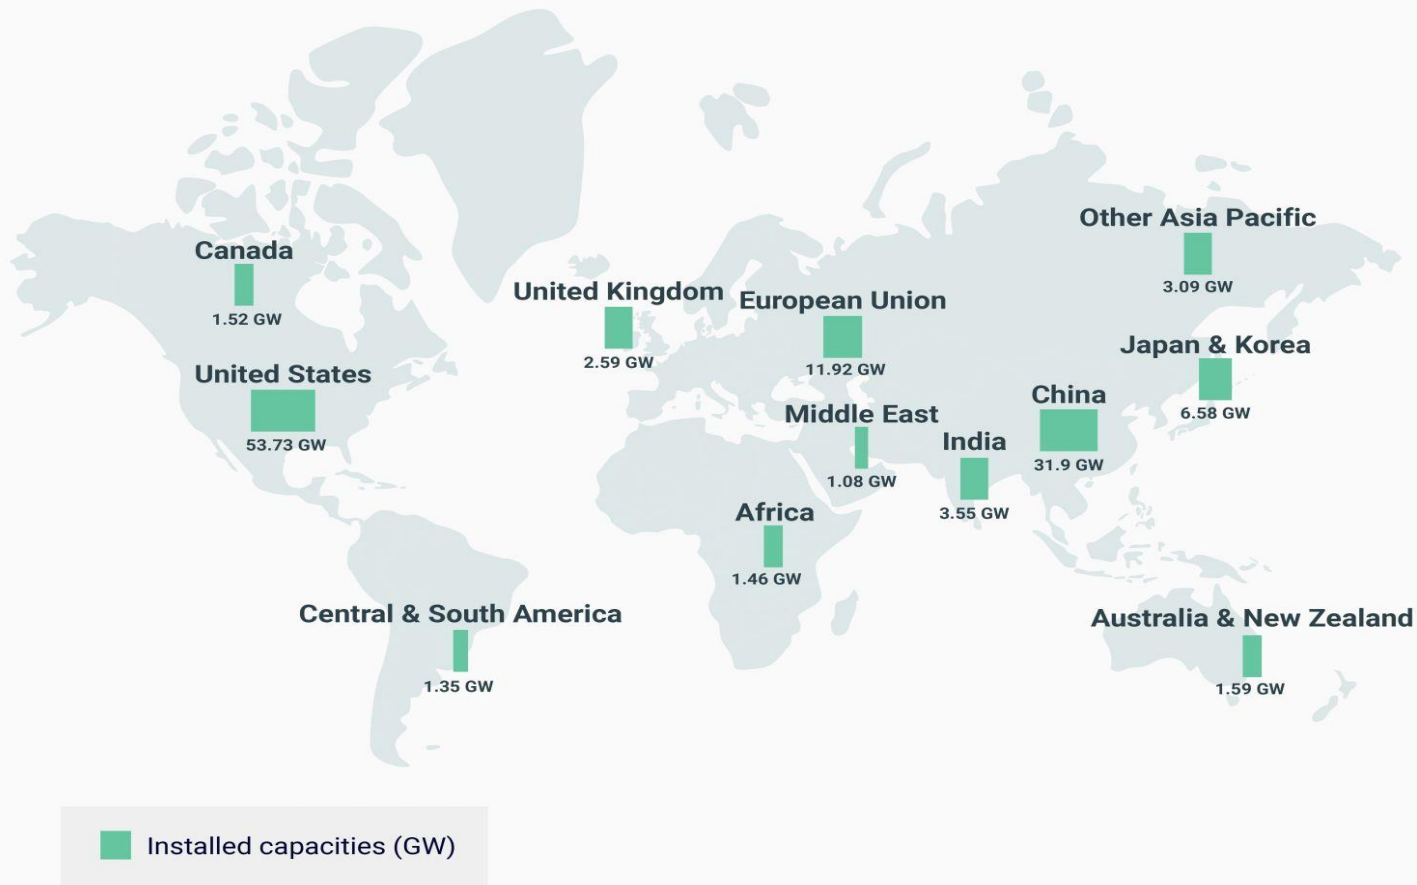 Canada
1.52 GW
United States
53.73 GW
Central & South America
1.35 GW
United Kingdom
2.59 GW
European Union
11.92 GW
Middle East
1.08 GW
Africa
1.46 GW
India
3.55 GW
China
31.9 GW
Other Asia Pacific
3.09 GW
Japan & Korea
6.58 GW
Australia & New Zealand
1.59 GW
Installed capacities (GW)